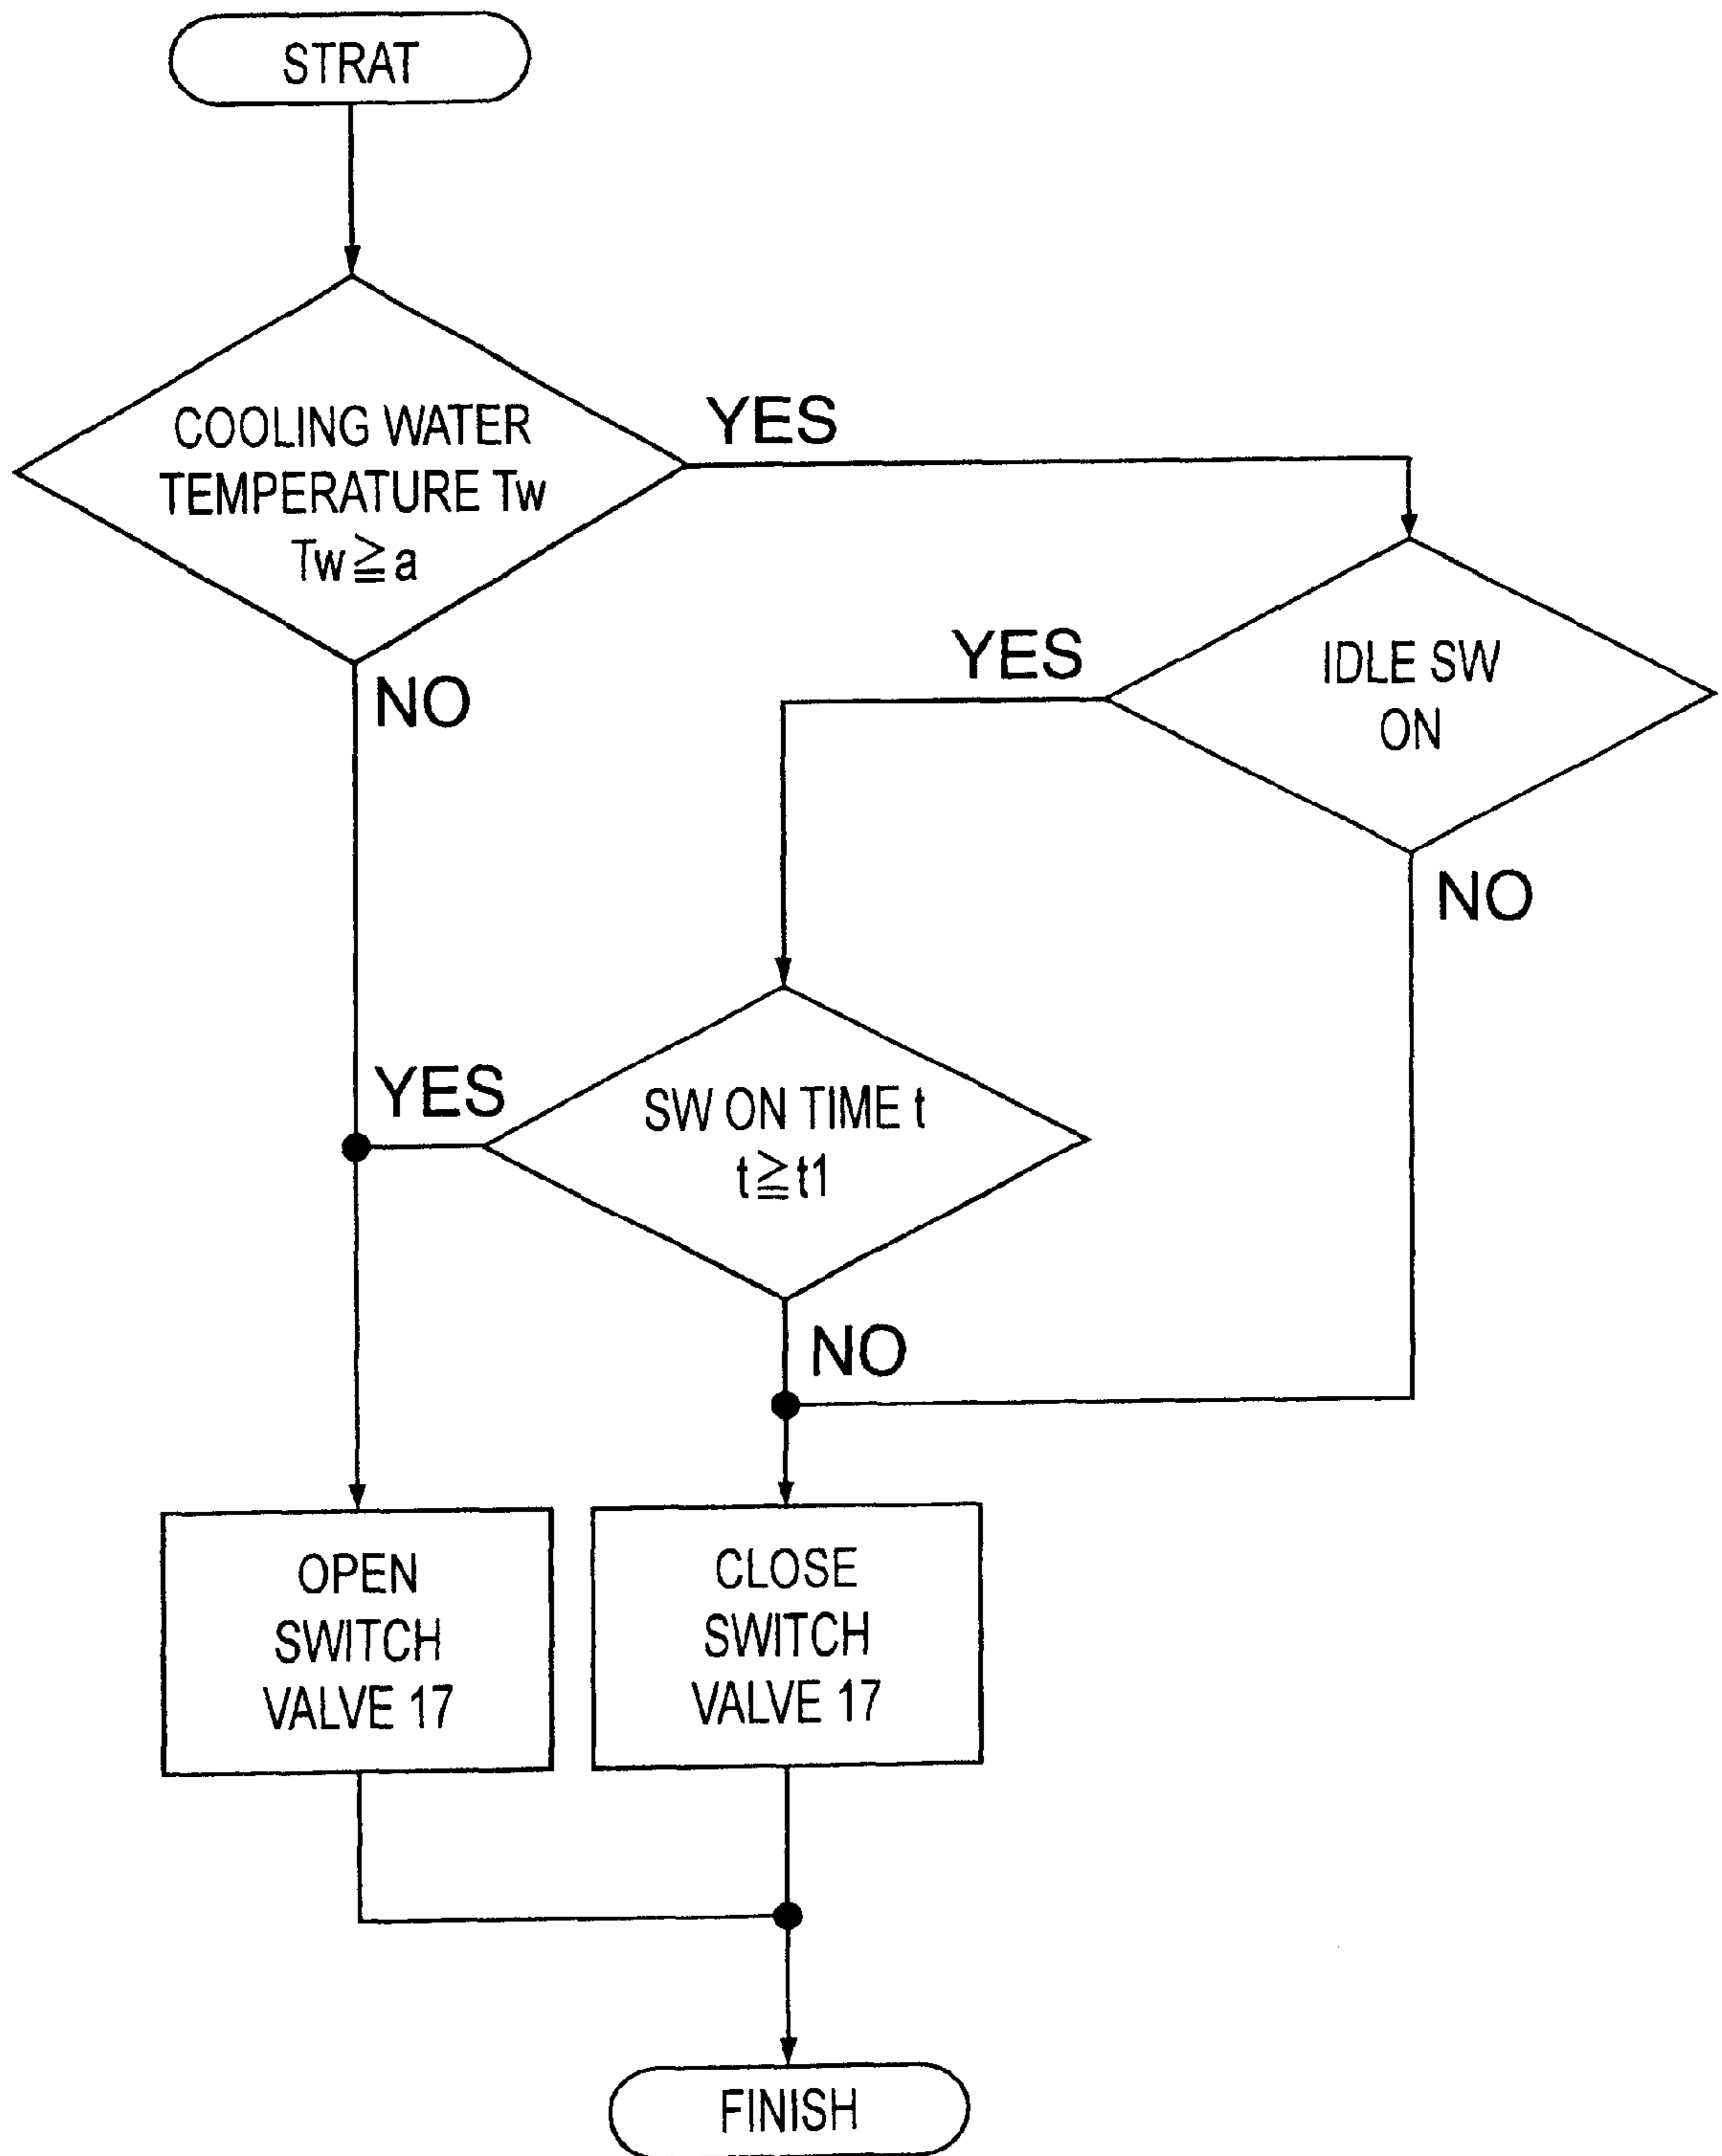 STRAT
COOLING WATER
TEMPERATURE Tw
Tw≧a
YES
NO
IDLE SW
ON
YES
NO
SW ON TIME t
t≧t1
YES
NO
OPEN
SWITCH
VALVE 17
CLOSE
SWITCH
VALVE 17
FINISH